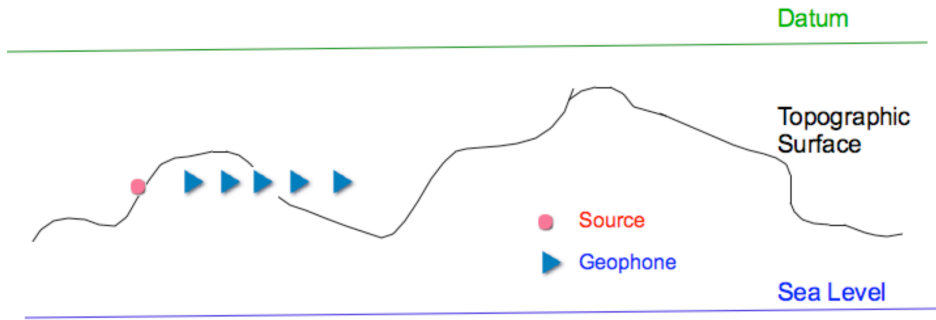 Datum
Topographic
Surface
Source
Geophone
Sea Level